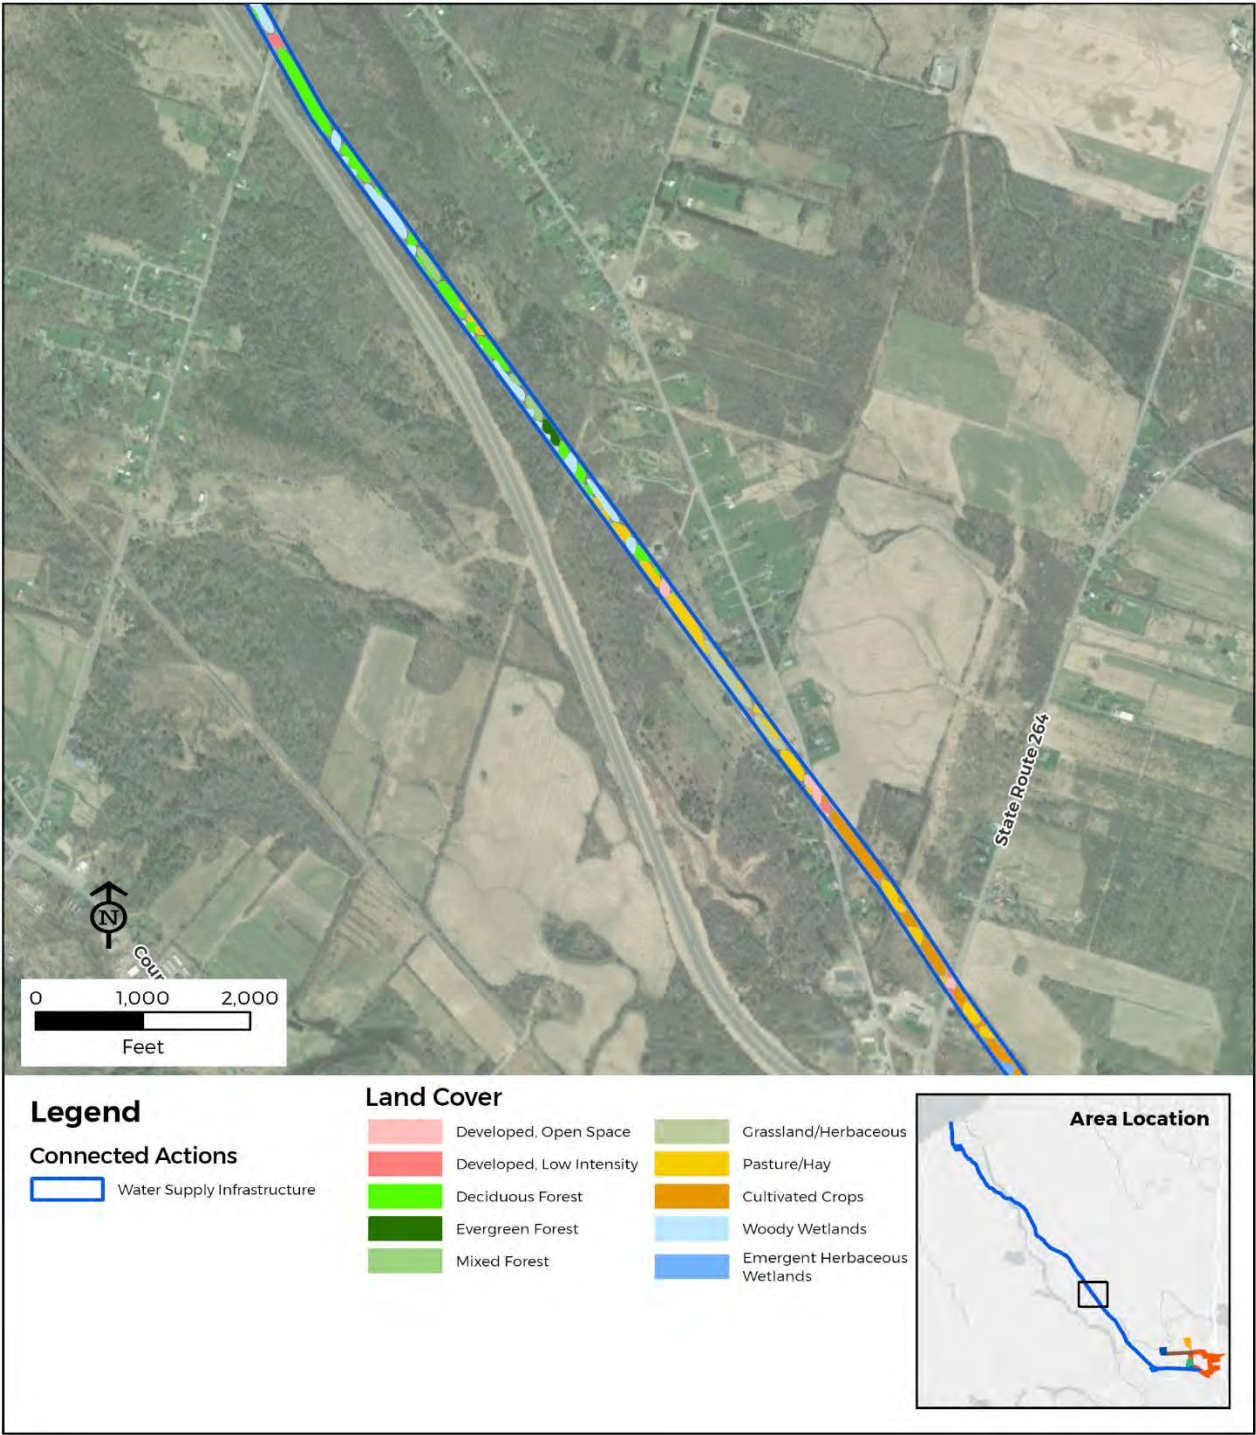 State Route 264
N
Cour
0 1,000 2,000
Feet
Legend
Connected Actions
Water Supply Infrastructure
Land Cover
Developed, Open Space
Developed, Low Intensity
Deciduous Forest
Evergreen Forest
Mixed Forest
Grassland/Herbaceous
Pasture/Hay
Cultivated Crops
Woody Wetlands
Emergent Herbaceous
Wetlands
Area Location